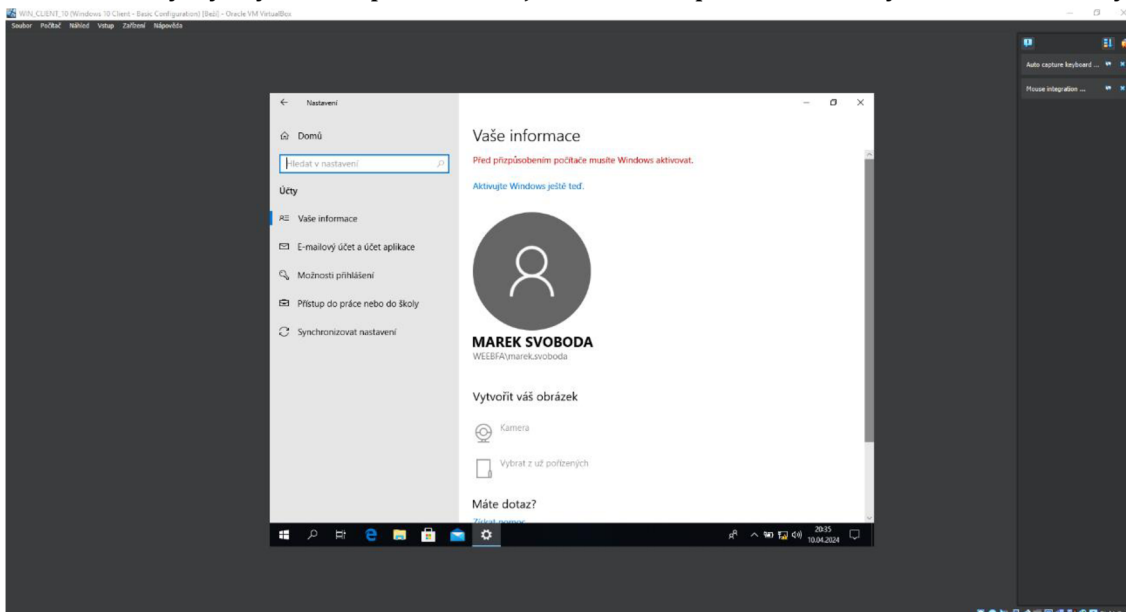 WIN_CLIENT_10 (Windows 10 Client - Basic Configuration) [Beží] - Oracle VM VirtualBox
Soubor Počítač Náhled Vstup Zařízení Nápověda
Auto capture keyboard ...
Mouse integration ...
Nastavení
Domů
Hledat v nastavení
Účty
Vaše informace
E-mailový účet a účet aplikace
Možnosti přihlášení
Přístup do práce nebo do školy
Synchronizovat nastavení
Vaše informace
Před přizpůsobením počítače musíte Windows aktivovat.
Aktivujte Windows ještě teď.
MAREK SVOBODA
WEEBFA\marek.svoboda
Vytvořit váš obrázek
Kamera
Vybrat z už pořízených
Máte dotaz?
Získat pomoc
20:35
10.04.2024